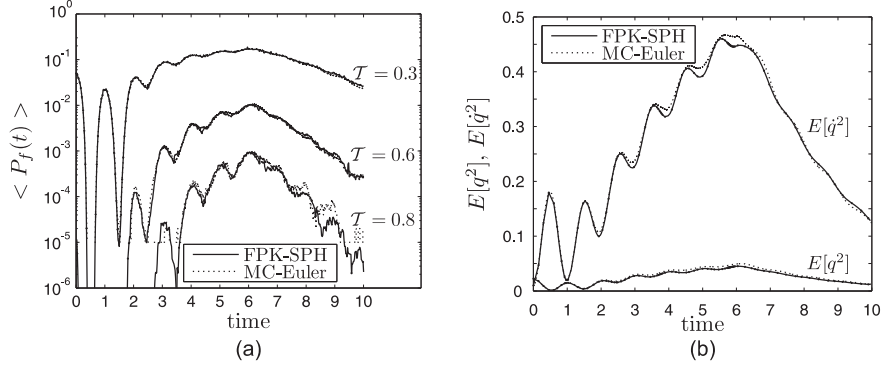 10^1
10^0
10^{-1}
10^{-2}
10^{-3}
10^{-4}
10^{-5}
10^{-6}
< P_f(t) >
𝒯 = 0.3
𝒯 = 0.6
𝒯 = 0.8
FPK-SPH
MC-Euler
0 1 2 3 4 5 6 7 8 9 10
time
(a)
0.5
0.4
0.3
0.2
0.1
0
E[q^2], E[q̇^2]
FPK-SPH
MC-Euler
E[q̇^2]
E[q^2]
0 1 2 3 4 5 6 7 8 9 10
time
(b)